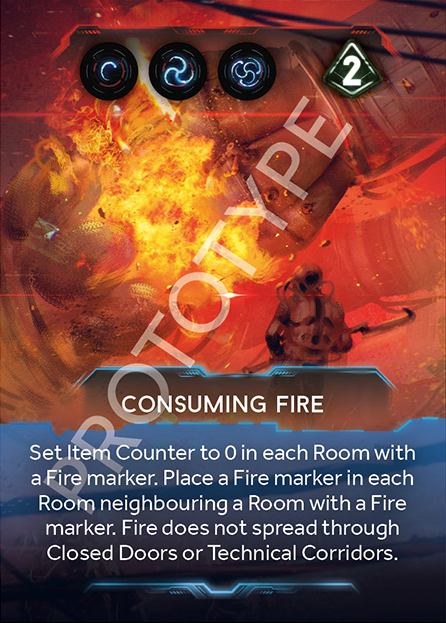 2
PROTOTYPE
CONSUMING FIRE
Set Item Counter to 0 in each Room with
a Fire marker. Place a Fire marker in each
Room neighbouring a Room with a Fire
marker. Fire does not spread through
Closed Doors or Technical Corridors.